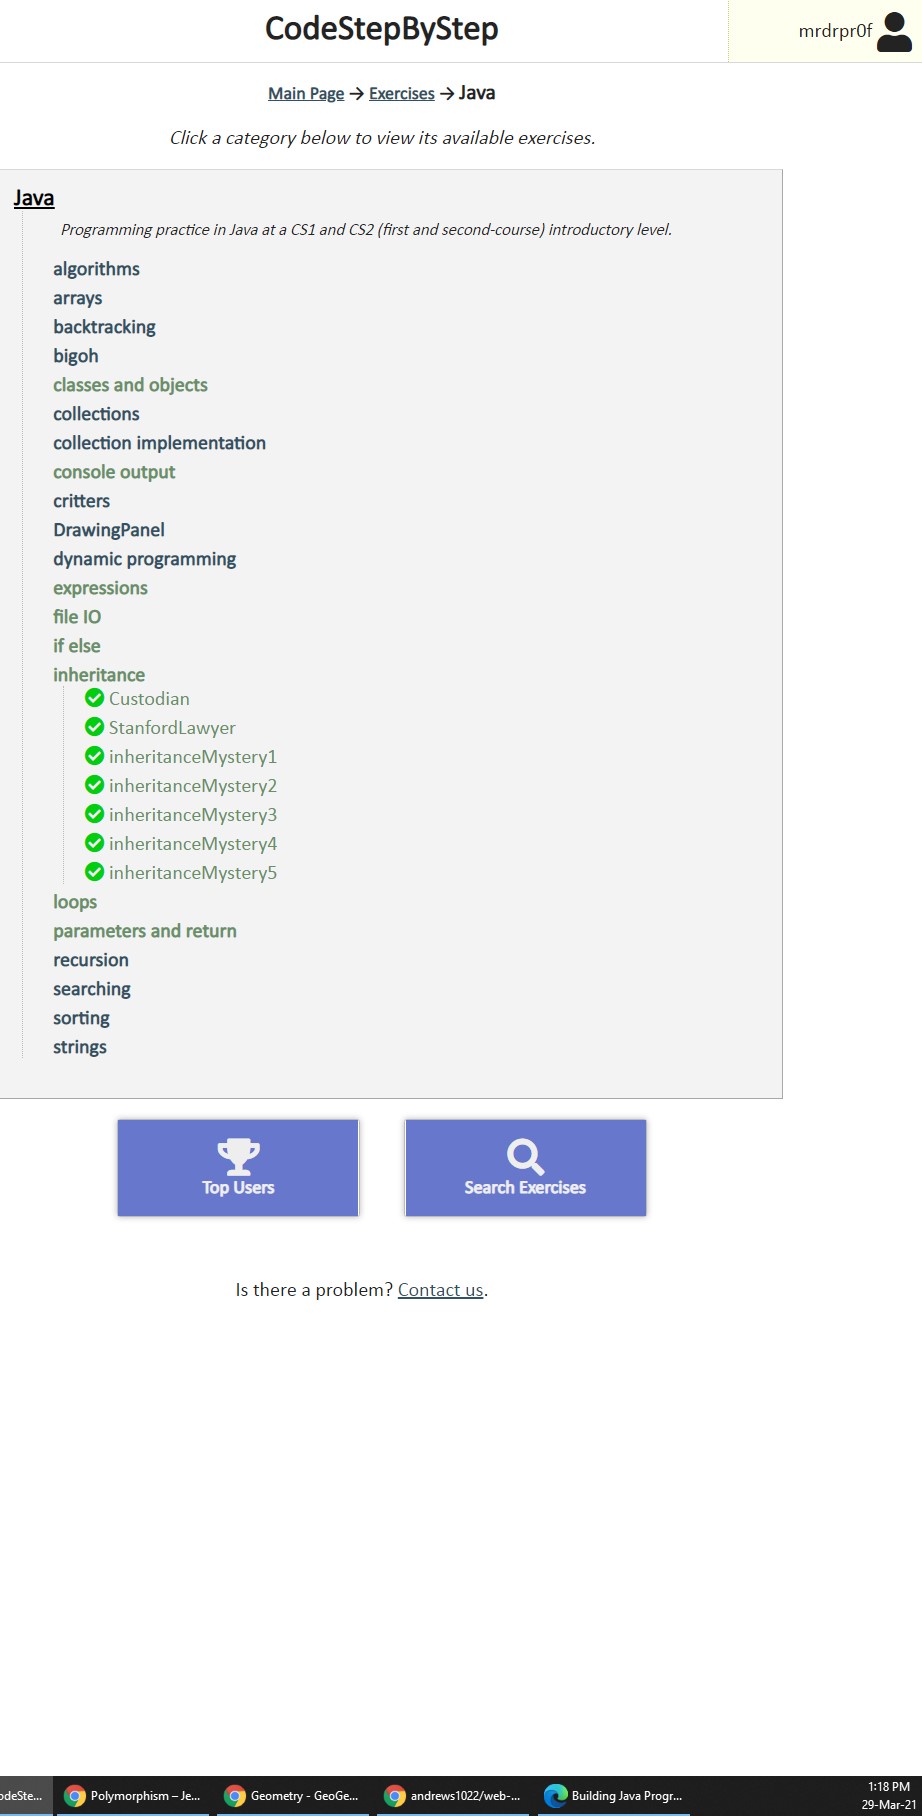 CodeStepByStep
mrdrpr0f
Main Page → Exercises → Java
Click a category below to view its available exercises.
Java
Programming practice in Java at a CS1 and CS2 (first and second-course) introductory level.
algorithms
arrays
backtracking
bigoh
classes and objects
collections
collection implementation
console output
critters
DrawingPanel
dynamic programming
expressions
file IO
if else
inheritance
Custodian
StanfordLawyer
inheritanceMystery1
inheritanceMystery2
inheritanceMystery3
inheritanceMystery4
inheritanceMystery5
loops
parameters and return
recursion
searching
sorting
strings
Top Users
Search Exercises
Is there a problem? Contact us.
odeSte...
Polymorphism – Je...
Geometry - GeoGe...
andrews1022/web-...
Building Java Progr...
1:18 PM
29-Mar-21